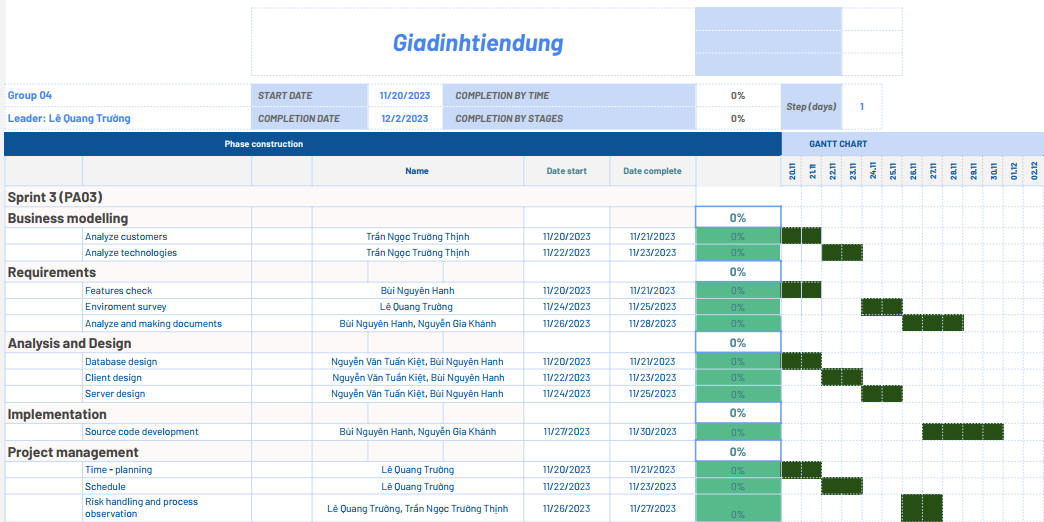 Giadinhtiendung
Group 04 START DATE 11/20/2023 COMPLETION BY TIME 0% Step (days) 1
Leader: Lê Quang Trường COMPLETION DATE 12/2/2023 COMPLETION BY STAGES 0%
Phase construction GANTT CHART
Name Date start Date complete 20.11 21.11 22.11 23.11 24.11 25.11 26.11 27.11 28.11 29.11 30.11 01.12 02.12
Sprint 3 (PA03)
Business modelling 0%
Analyze customers Trần Ngọc Trường Thịnh 11/20/2023 11/21/2023 0%
Analyze technologies Trần Ngọc Trường Thịnh 11/22/2023 11/23/2023 0%
Requirements 0%
Features check Bùi Nguyên Hanh 11/20/2023 11/21/2023 0%
Enviroment survey Lê Quang Trường 11/24/2023 11/25/2023 0%
Analyze and making documents Bùi Nguyên Hanh, Nguyễn Gia Khánh 11/26/2023 11/28/2023 0%
Analysis and Design 0%
Database design Nguyễn Văn Tuấn Kiệt, Bùi Nguyên Hanh 11/20/2023 11/21/2023 0%
Client design Nguyễn Văn Tuấn Kiệt, Bùi Nguyên Hanh 11/22/2023 11/23/2023 0%
Server design Nguyễn Văn Tuấn Kiệt, Bùi Nguyên Hanh 11/24/2023 11/25/2023 0%
Implementation 0%
Source code development Bùi Nguyên Hanh, Nguyễn Gia Khánh 11/27/2023 11/30/2023 0%
Project management 0%
Time - planning Lê Quang Trường 11/20/2023 11/21/2023 0%
Schedule Lê Quang Trường 11/22/2023 11/23/2023 0%
Risk handling and process
observation Lê Quang Trường, Trần Ngọc Trường Thịnh 11/26/2023 11/27/2023 0%